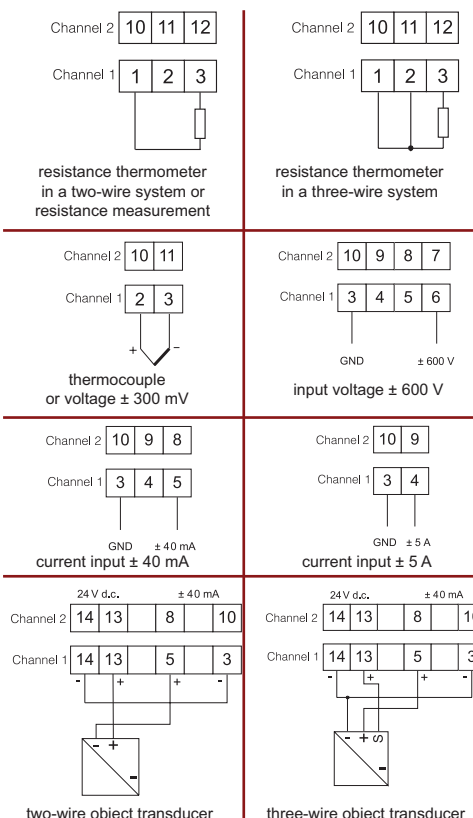 Channel 2 10 11 12
Channel 1 1 2 3
resistance thermometer
in a two-wire system or
resistance measurement
Channel 2 10 11 12
Channel 1 1 2 3
resistance thermometer
in a three-wire system
Channel 2 10 11
Channel 1 2 3
+ -
thermocouple
or voltage ± 300 mV
Channel 2 10 9 8 7
Channel 1 3 4 5 6
GND ± 600 V
input voltage ± 600 V
Channel 2 10 9 8
Channel 1 3 4 5
GND ± 40 mA
current input ± 40 mA
Channel 2 10 9
Channel 1 3 4
GND ± 5 A
current input ± 5 A
24 V d.c. ± 40 mA
Channel 2 14 13 8 10
Channel 1 14 13 5 3
- + + -
- +
-
two-wire object transducer
24 V d.c. ± 40 mA
Channel 2 14 13 8 10
Channel 1 14 13 5 3
- + + -
- + S
-
three-wire object transducer